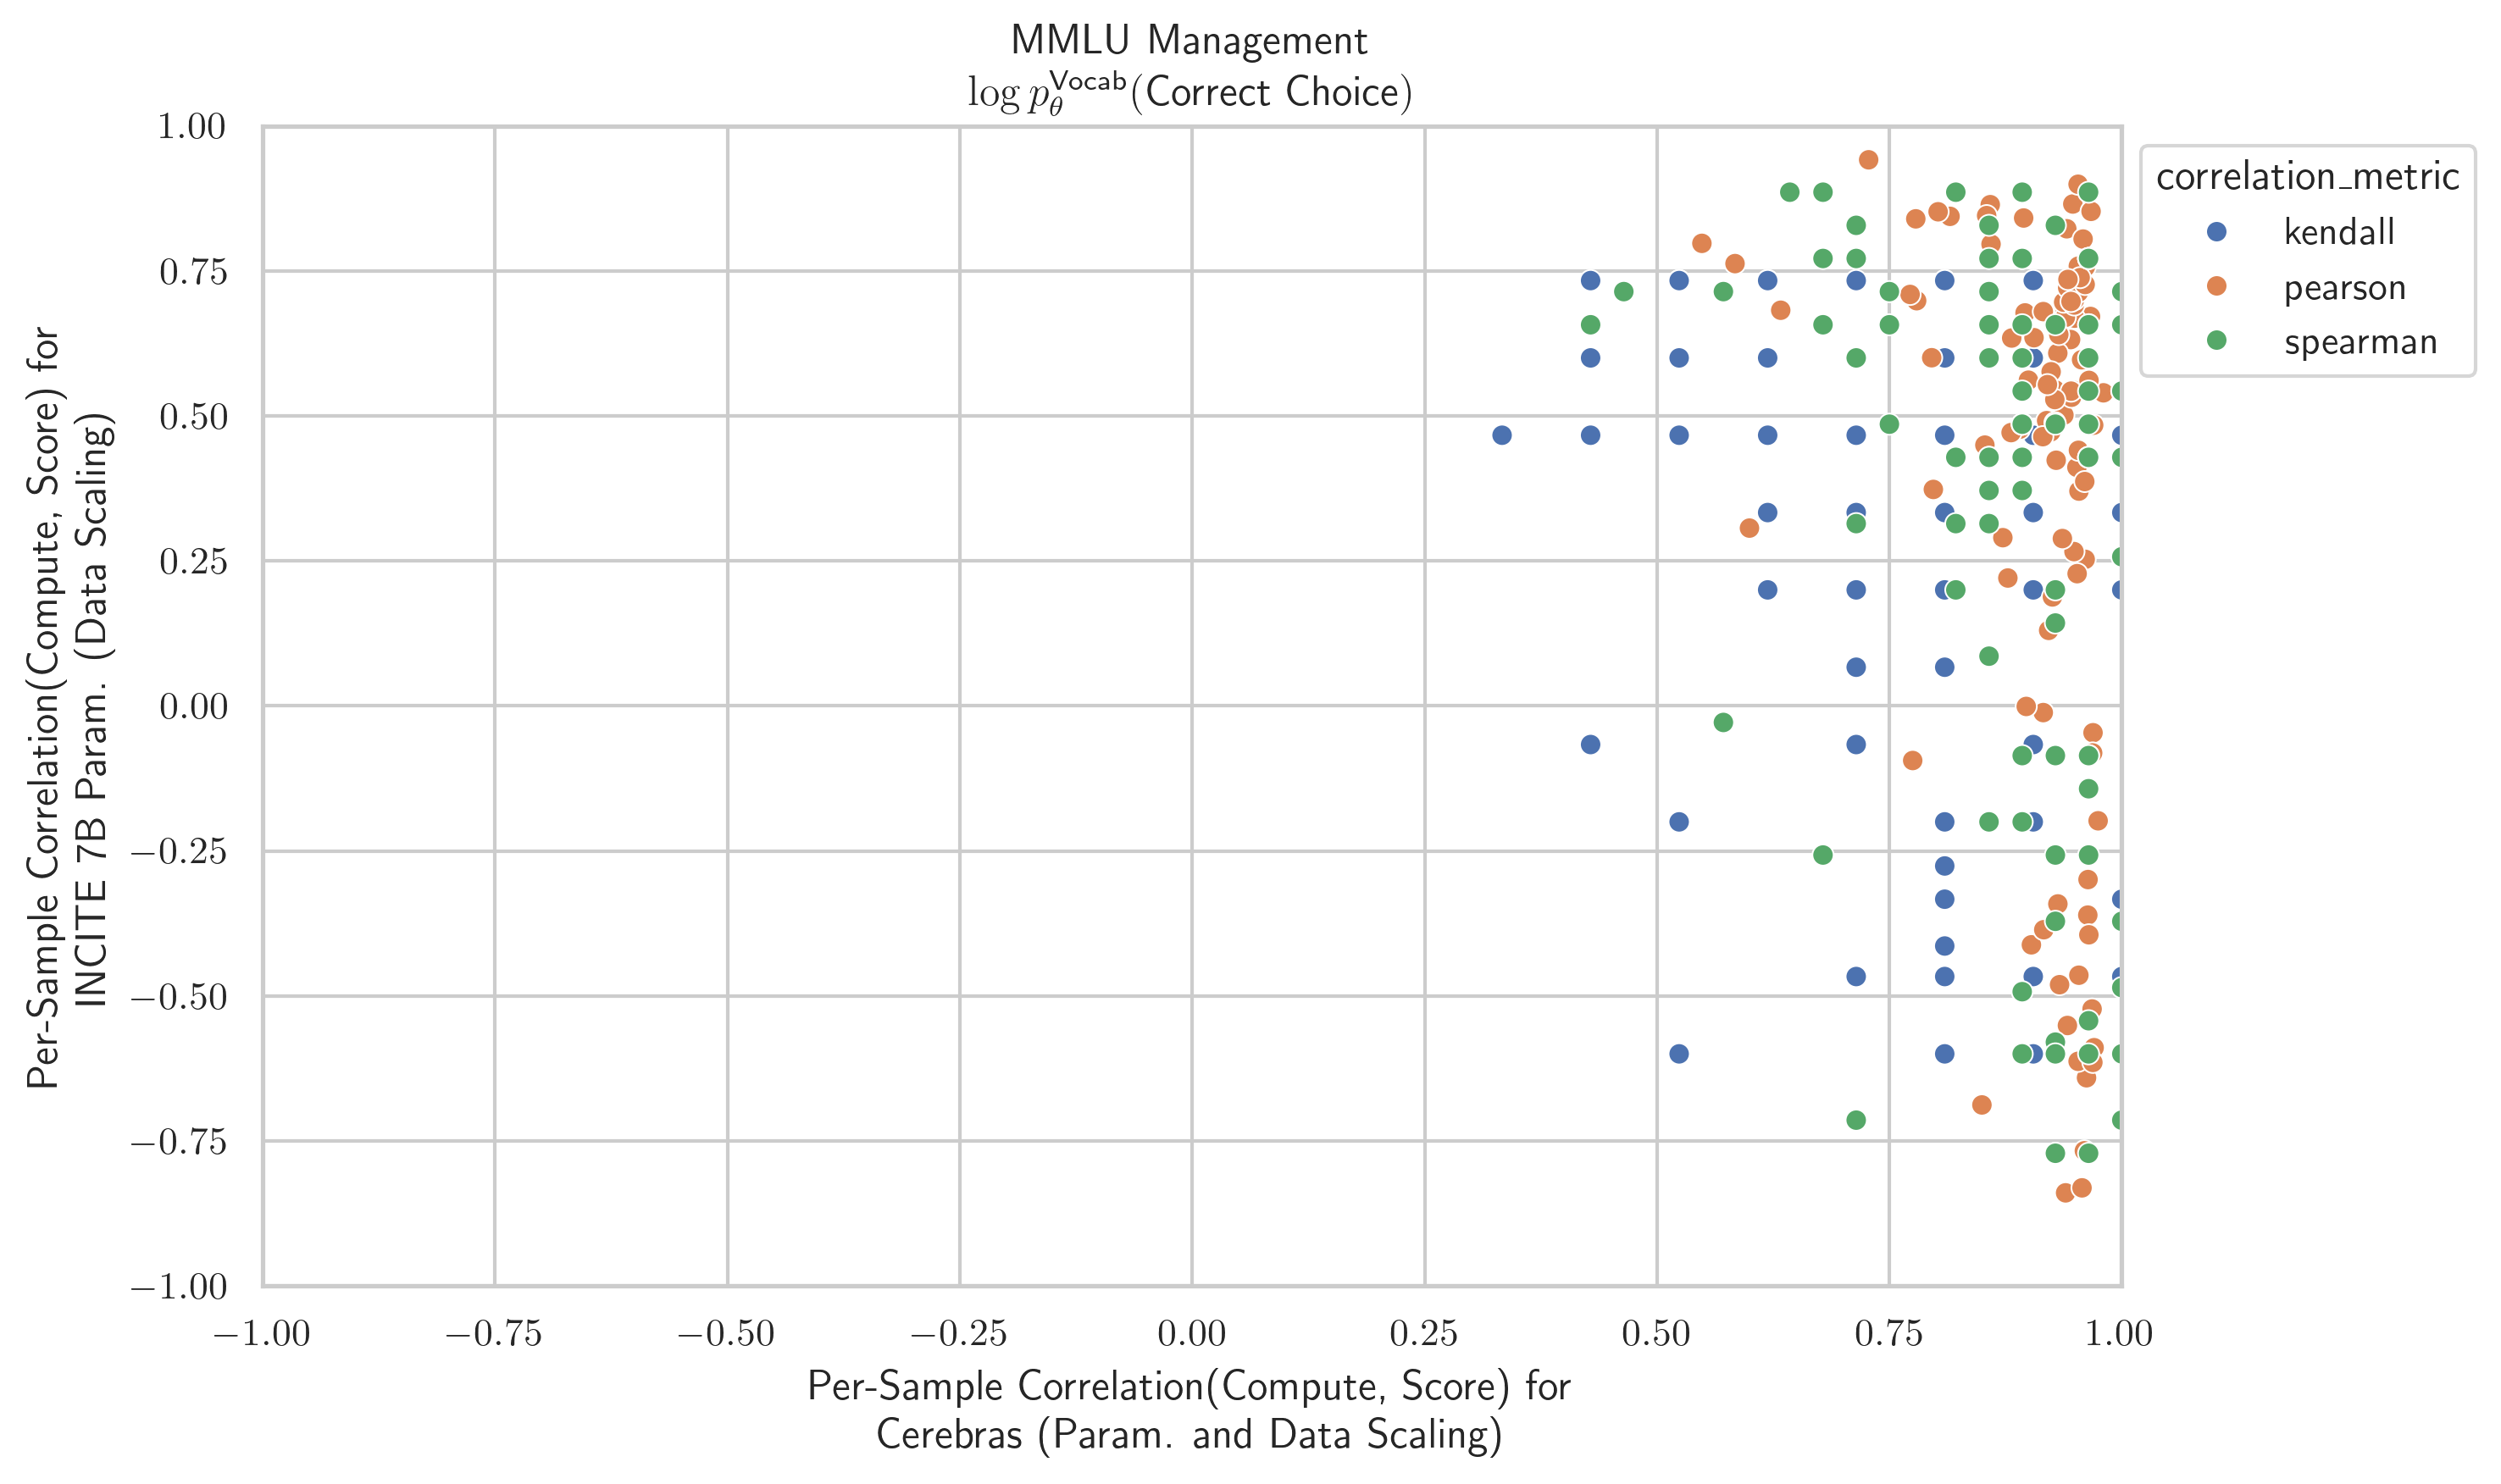 MMLU Management
log p_θ^Vocab(Correct Choice)
Per-Sample Correlation(Compute, Score) for
INCITE 7B Param. (Data Scaling)
1.00
0.75
0.50
0.25
0.00
−0.25
−0.50
−0.75
−1.00
−1.00 −0.75 −0.50 −0.25 0.00 0.25 0.50 0.75 1.00
Per-Sample Correlation(Compute, Score) for
Cerebras (Param. and Data Scaling)
correlation_metric
kendall
pearson
spearman